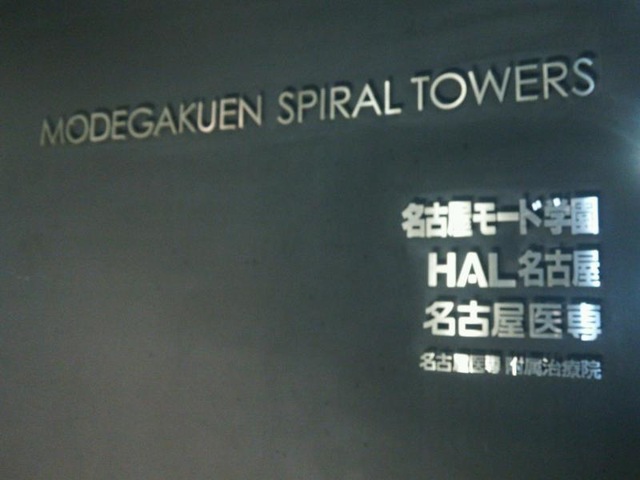 MODEGAKUEN SPIRAL TOWERS
名古屋モード学園
HAL名古屋
名古屋医専
名古屋医専 附属治療院